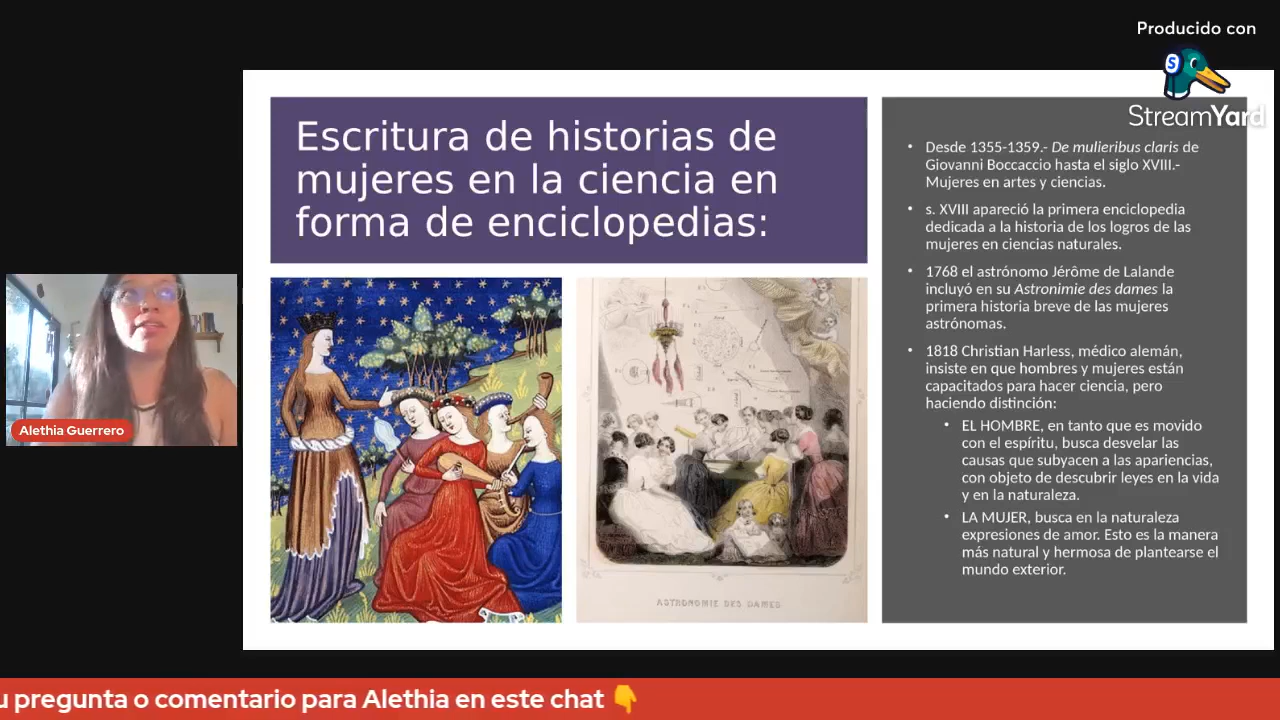 Producido con
StreamYard
Escritura de historias de
mujeres en la ciencia en
forma de enciclopedias:
Desde 1355-1359.- De mulieribus claris de
Giovanni Boccaccio hasta el siglo XVIII.-
Mujeres en artes y ciencias.
s. XVIII apareció la primera enciclopedia
dedicada a la historia de los logros de las
mujeres en ciencias naturales.
1768 el astrónomo Jérôme de Lalande
incluyó en su Astronimie des dames la
primera historia breve de las mujeres
astrónomas.
1818 Christian Harless, médico alemán,
insiste en que hombres y mujeres están
capacitados para hacer ciencia, pero
haciendo distinción:
EL HOMBRE, en tanto que es movido
con el espíritu, busca desvelar las
causas que subyacen a las apariencias,
con objeto de descubrir leyes en la vida
y en la naturaleza.
LA MUJER, busca en la naturaleza
expresiones de amor. Esto es la manera
más natural y hermosa de plantearse el
mundo exterior.
ASTRONOMIE DES DAMES
Alethia Guerrero
u pregunta o comentario para Alethia en este chat 👇